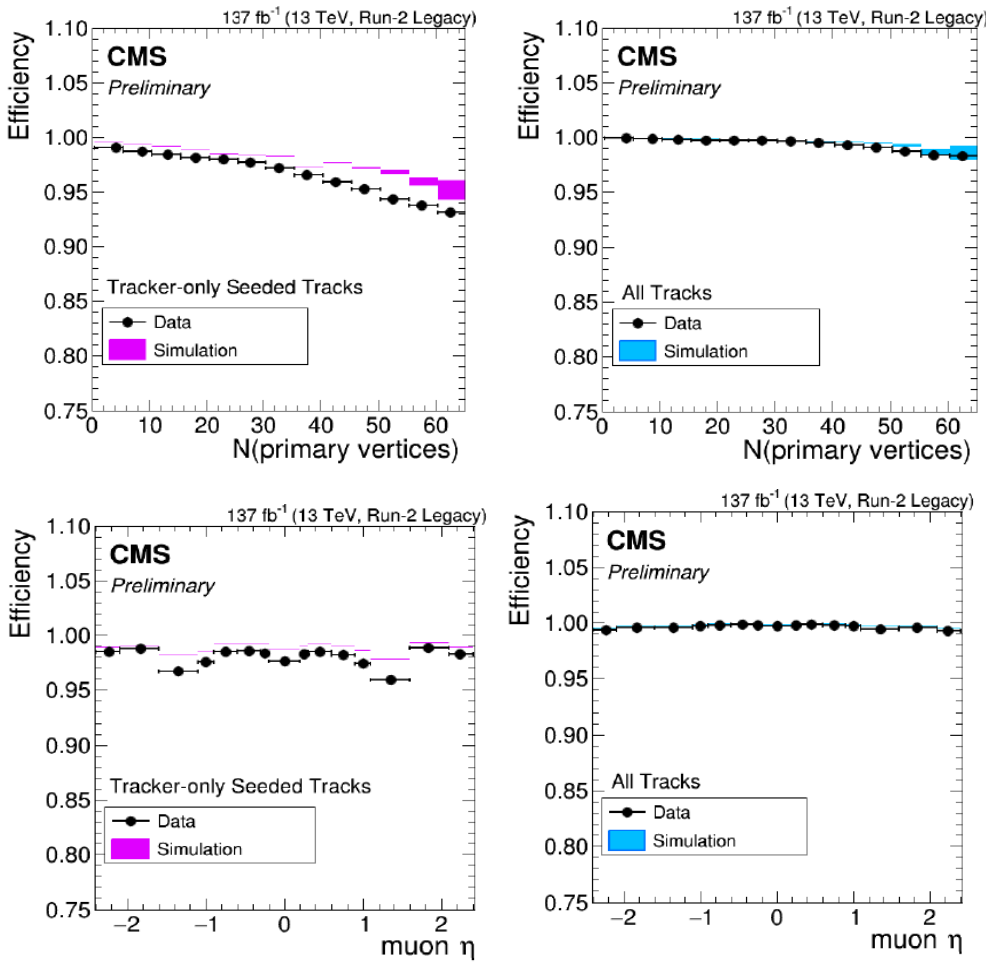 137 fb⁻¹ (13 TeV, Run-2 Legacy)
Efficiency
1.10
1.05
1.00
0.95
0.90
0.85
0.80
0.75
CMS
Preliminary
Tracker-only Seeded Tracks
Data
Simulation
0 10 20 30 40 50 60
N(primary vertices)
137 fb⁻¹ (13 TeV, Run-2 Legacy)
Efficiency
1.10
1.05
1.00
0.95
0.90
0.85
0.80
0.75
CMS
Preliminary
All Tracks
Data
Simulation
0 10 20 30 40 50 60
N(primary vertices)
137 fb⁻¹ (13 TeV, Run-2 Legacy)
Efficiency
1.10
1.05
1.00
0.95
0.90
0.85
0.80
0.75
CMS
Preliminary
Tracker-only Seeded Tracks
Data
Simulation
−2 −1 0 1 2
muon η
137 fb⁻¹ (13 TeV, Run-2 Legacy)
Efficiency
1.10
1.05
1.00
0.95
0.90
0.85
0.80
0.75
CMS
Preliminary
All Tracks
Data
Simulation
−2 −1 0 1 2
muon η